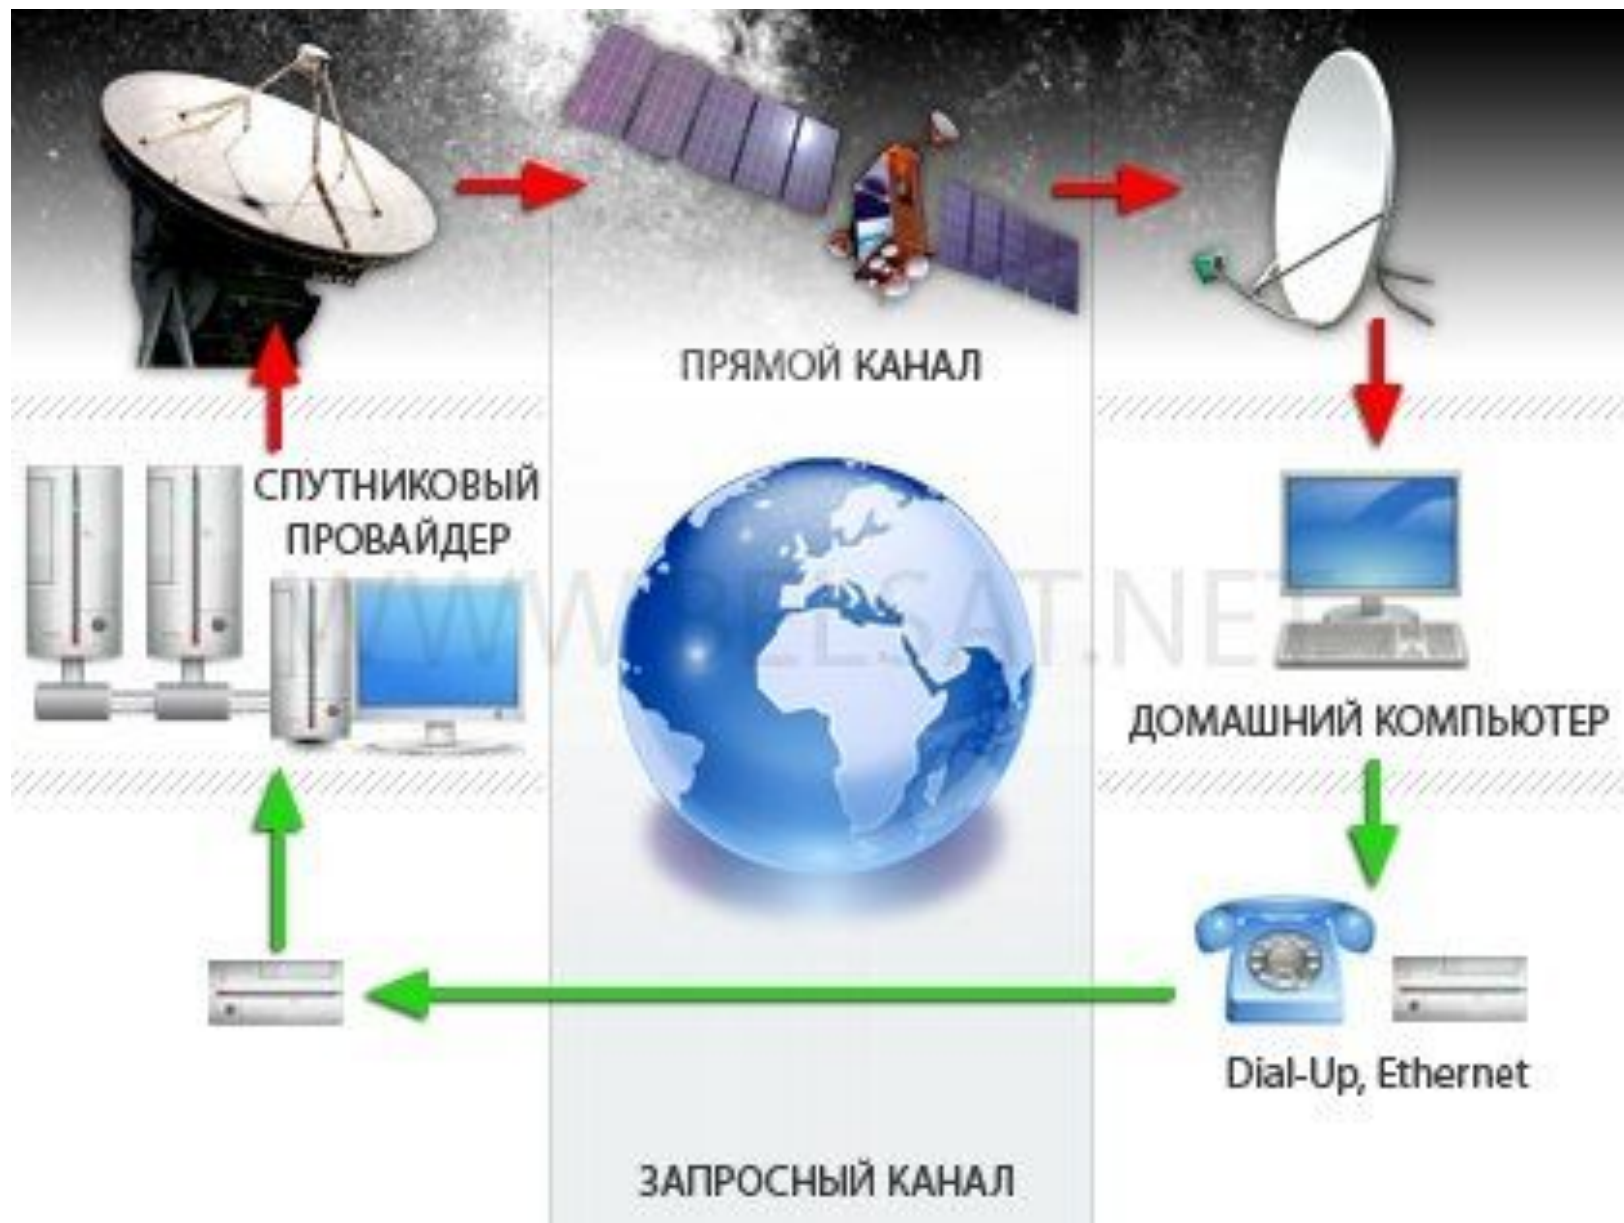 ПРЯМОЙ КАНАЛ
СПУТНИКОВЫЙ
ПРОВАЙДЕР
ДОМАШНИЙ КОМПЬЮТЕР
Dial-Up, Ethernet
ЗАПРОСНЫЙ КАНАЛ